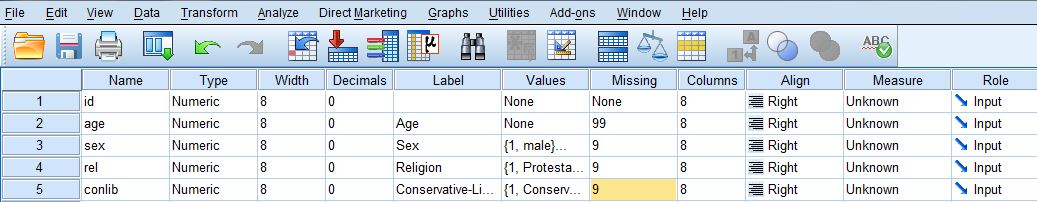 File Edit View Data Transform Analyze Direct Marketing Graphs Utilities Add-ons Window Help
A
1 4 A
ABC
Name Type Width Decimals Label Values Missing Columns Align Measure Role
1 id Numeric 8 0 None None 8 Right Unknown Input
2 age Numeric 8 0 Age None 99 8 Right Unknown Input
3 sex Numeric 8 0 Sex {1, male}... 9 8 Right Unknown Input
4 rel Numeric 8 0 Religion {1, Protesta... 9 8 Right Unknown Input
5 conlib Numeric 8 0 Conservative-Li... {1, Conserv... 9 8 Right Unknown Input